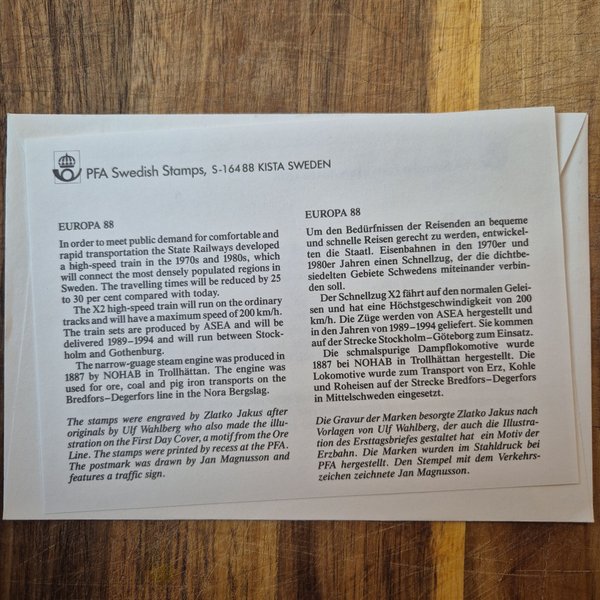 PFA Swedish Stamps, S-164 88 KISTA SWEDEN
EUROPA 88
In order to meet public demand for comfortable and
rapid transportation the State Railways developed
a high-speed train in the 1970s and 1980s, which
will connect the most densely populated regions in
Sweden. The travelling times will be reduced by 25
to 30 per cent compared with today.
The X2 high-speed train will run on the ordinary
tracks and will have a maximum speed of 200 km/h.
The train sets are produced by ASEA and will be
delivered 1989–1994 and will run between Stock-
holm and Gothenburg.
The narrow-guage steam engine was produced in
1887 by NOHAB in Trollhättan. The engine was
used for ore, coal and pig iron transports on the
Bredfors–Degerfors line in the Nora Bergslag.
The stamps were engraved by Zlatko Jakus after
originals by Ulf Wahlberg who also made the illu-
stration on the First Day Cover, a motif from the Ore
Line. The stamps were printed by recess at the PFA.
The postmark was drawn by Jan Magnusson and
features a traffic sign.
EUROPA 88
Um den Bedürfnissen der Reisenden an bequeme
und schnelle Reisen gerecht zu werden, entwickel-
ten die Staatl. Eisenbahnen in den 1970er und
1980er Jahren einen Schnellzug, der die dichtbe-
siedelten Gebiete Schwedens miteinander verbin-
den soll.
Der Schnellzug X2 fährt auf den normalen Gelei-
sen und hat eine Höchstgeschwindigkeit von 200
km/h. Die Züge werden von ASEA hergestellt und
in den Jahren von 1989–1994 geliefert. Sie kommen
auf der Strecke Stockholm–Göteborg zum Einsatz.
Die schmalspurige Dampflokomotive wurde
1887 bei NOHAB in Trollhättan hergestellt. Die
Lokomotive wurde zum Transport von Erz, Kohle
und Roheisen auf der Strecke Bredfors–Degerfors
in Mittelschweden eingesetzt.
Die Gravur der Marken besorgte Zlatko Jakus nach
Vorlagen von Ulf Wahlberg, der auch die Illustra-
tion des Ersttagsbriefes gestaltet hat ein Motiv der
Erzbahn. Die Marken wurden im Stahldruck bei
PFA hergestellt. Den Stempel mit dem Verkehrs-
zeichen zeichnete Jan Magnusson.